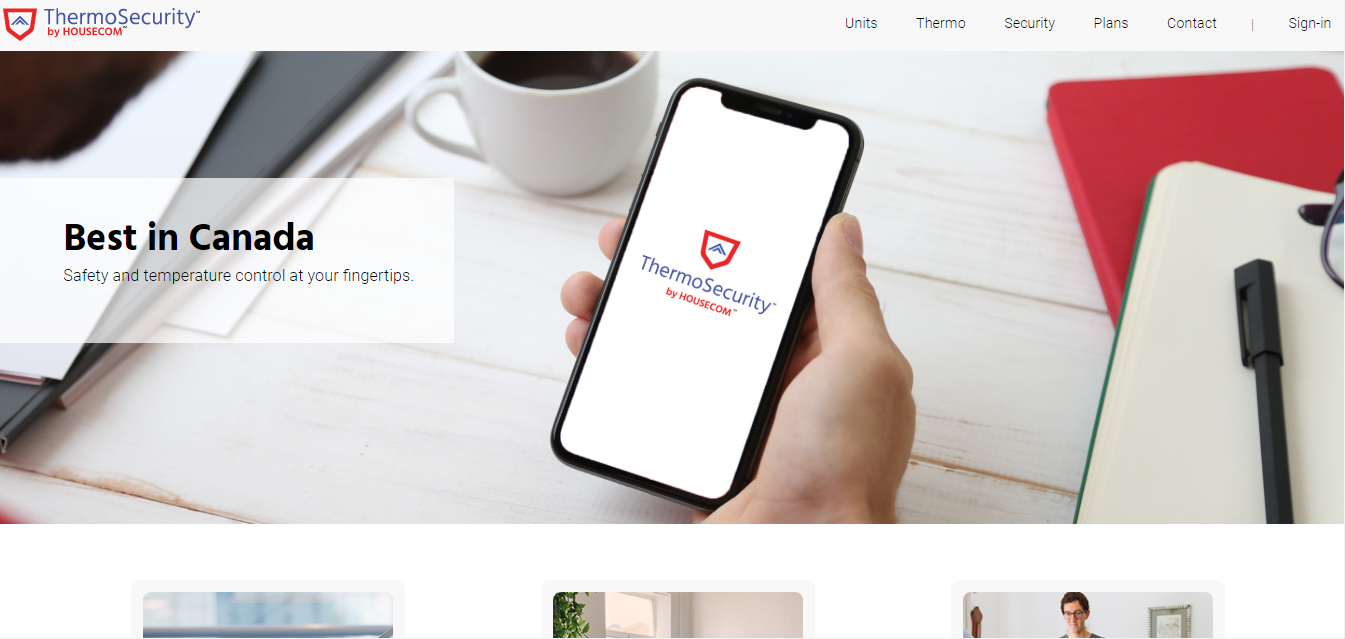 ThermoSecurity™
by HOUSECOM™
Units Thermo Security Plans Contact | Sign-in
Best in Canada
Safety and temperature control at your fingertips.
ThermoSecurity™
by HOUSECOM™